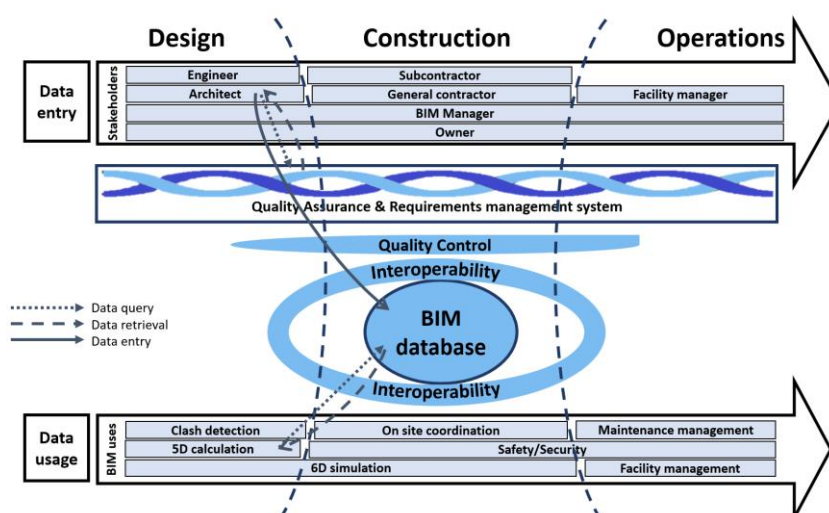 Design Construction Operations
Data entry
Stakeholders
Engineer Subcontractor
Architect General contractor Facility manager
BIM Manager
Owner
Quality Assurance & Requirements management system
Quality Control
Interoperability
BIM database
Interoperability
Data query
Data retrieval
Data entry
Data usage
BIM uses
Clash detection On site coordination Maintenance management
5D calculation Safety/Security
6D simulation Facility management